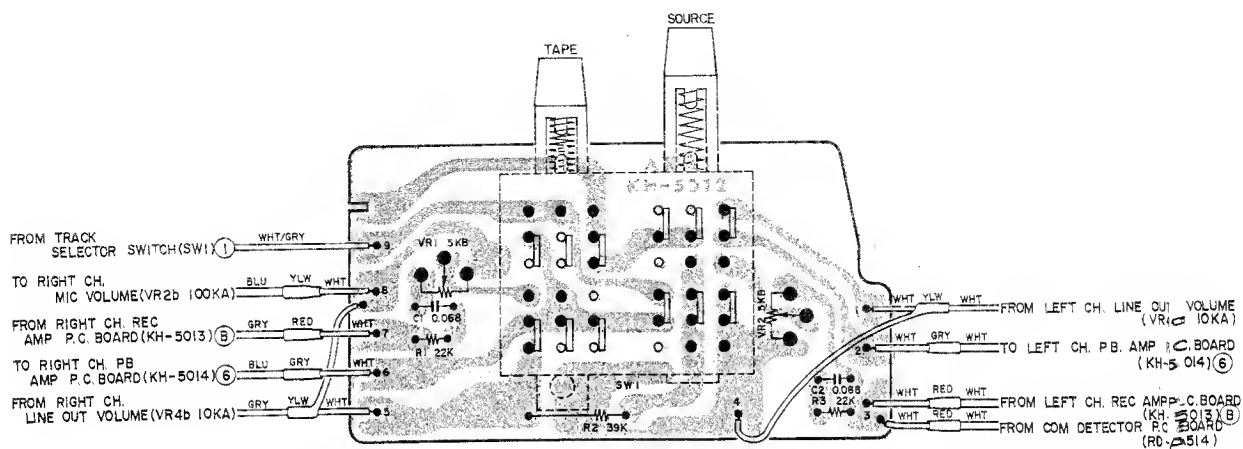 SOURCE
TAPE
KH-5012
FROM TRACK
SELECTOR SWITCH(SW1) 1
WHT/GRY
9
TO RIGHT CH.
MIC VOLUME(VR2b 100KA)
BLU YLW WHT
8
FROM RIGHT CH. REC
AMP P.C. BOARD(KH-5013) B
GRY RED WHT
7
TO RIGHT CH. PB
AMP P.C. BOARD(KH-5014) 6
BLU GRY WHT
6
FROM RIGHT CH.
LINE OUT VOLUME(VR4b 10KA)
GRY YLW WHT
5
VR1 5KB
C1 0.068
R1 22K
SW1
R2 39K
VR2 5KB
C2 0.068
R3 22K
4
1
WHT YLW WHT
FROM LEFT CH. LINE OUT VOLUME
10KA)
2
WHT GRY WHT
TO LEFT CH. PB. AMP C. BOARD
(KH-5014) 6
WHT RED WHT
FROM LEFT CH. REC AMP C. BOARD
(KH-5013) B
3
WHT RED WHT
FROM COM DETECTOR P.C BOARD